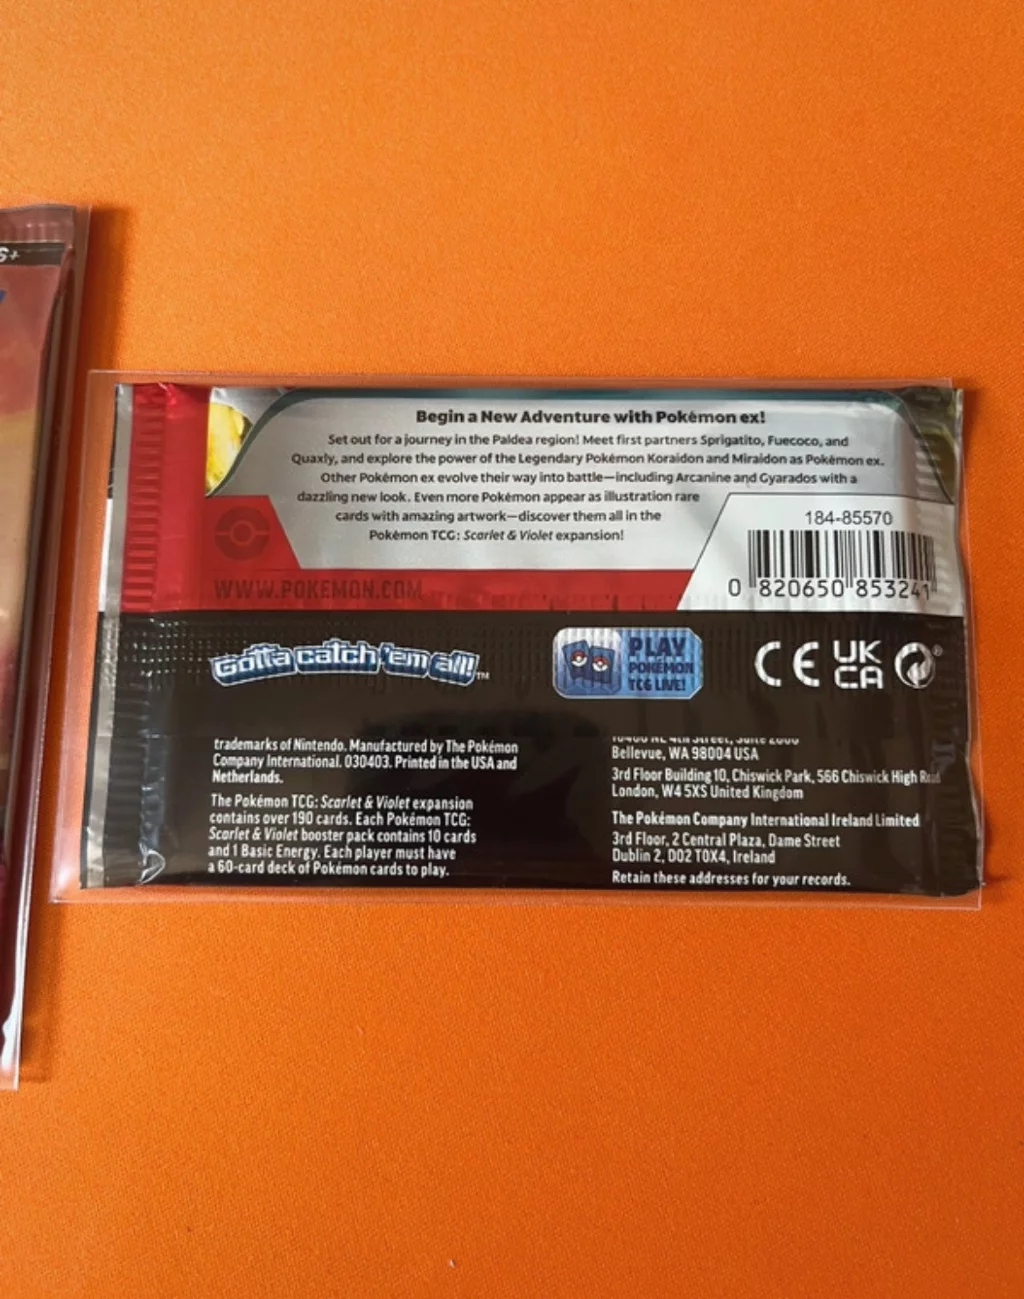 6+
Begin a New Adventure with Pokémon ex!
Set out for a journey in the Paldea region! Meet first partners Sprigatito, Fuecoco, and
Quaxly, and explore the power of the Legendary Pokémon Koraidon and Miraidon as Pokémon ex.
Other Pokémon ex evolve their way into battle—including Arcanine and Gyarados with a
dazzling new look. Even more Pokémon appear as illustration rare
cards with amazing artwork—discover them all in the
Pokémon TCG: Scarlet & Violet expansion!
184-85570
0 820650 853241
WWW.POKEMON.COM
Gotta catch 'em all!™
PLAY
POKÉMON
TCG LIVE!
CE
UK
CA
®
trademarks of Nintendo. Manufactured by The Pokémon
Company International. 030403. Printed in the USA and
Netherlands.
The Pokémon TCG: Scarlet & Violet expansion
contains over 190 cards. Each Pokémon TCG:
Scarlet & Violet booster pack contains 10 cards
and 1 Basic Energy. Each player must have
a 60-card deck of Pokémon cards to play.
Street, Suite
Bellevue, WA 98004 USA
3rd Floor Building 10, Chiswick Park, 566 Chiswick High Road
London, W4 5XS United Kingdom
The Pokémon Company International Ireland Limited
3rd Floor, 2 Central Plaza, Dame Street
Dublin 2, D02 T0X4, Ireland
Retain these addresses for your records.